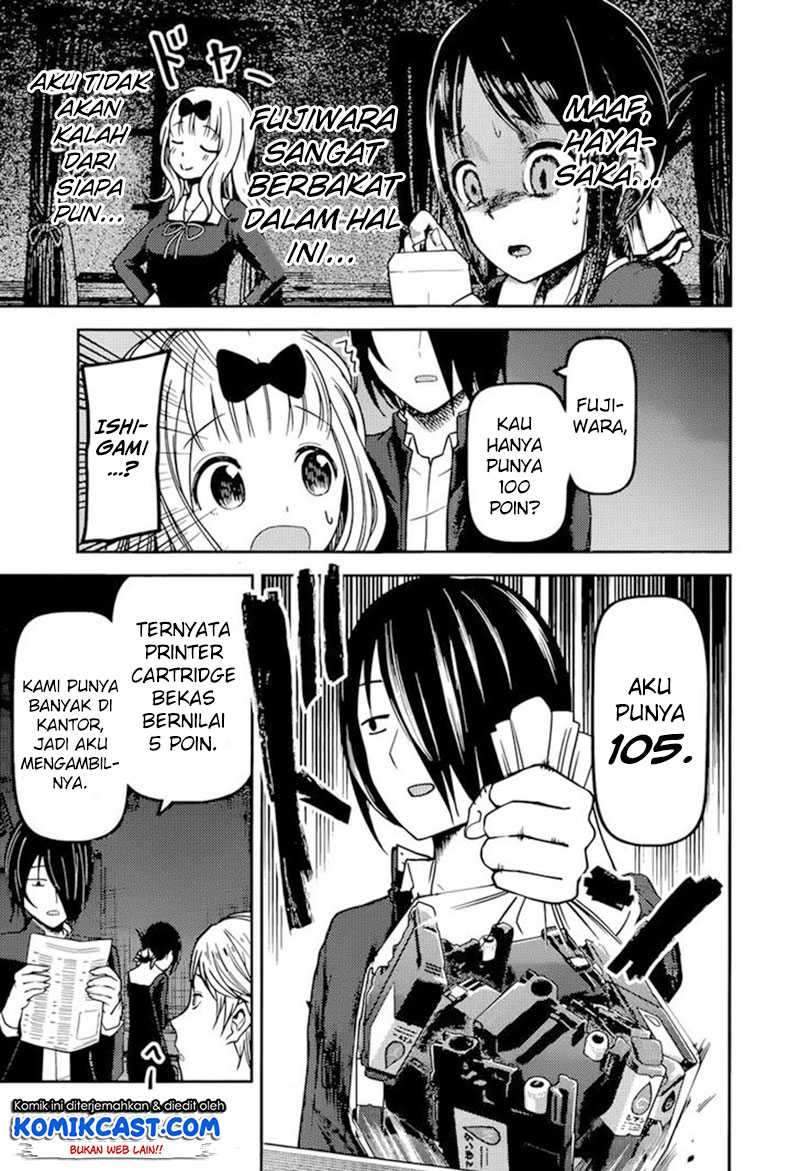 MAAF,
HAYA-
SAKA...
FUJIWARA
SANGAT
BERBAKAT
DALAM HAL
INI...
ドヤー
AKU TIDAK
AKAN
KALAH
DARI
SIAPA
PUN...
FUJI-
WARA,
KAU
HANYA
PUNYA
100
POIN?
ISHI-
GAMI
...?
AKU
PUNYA
105.
TERNYATA
PRINTER
CARTRIDGE
BEKAS
BERNILAI
5 POIN.
KAMI PUNYA
BANYAK DI
KANTOR,
JADI AKU
MENGAMBIL-
NYA.
Komik ini diterjemahkan & diedit oleh
KOMIKCAST.COM
BUKAN WEB LAIN!!